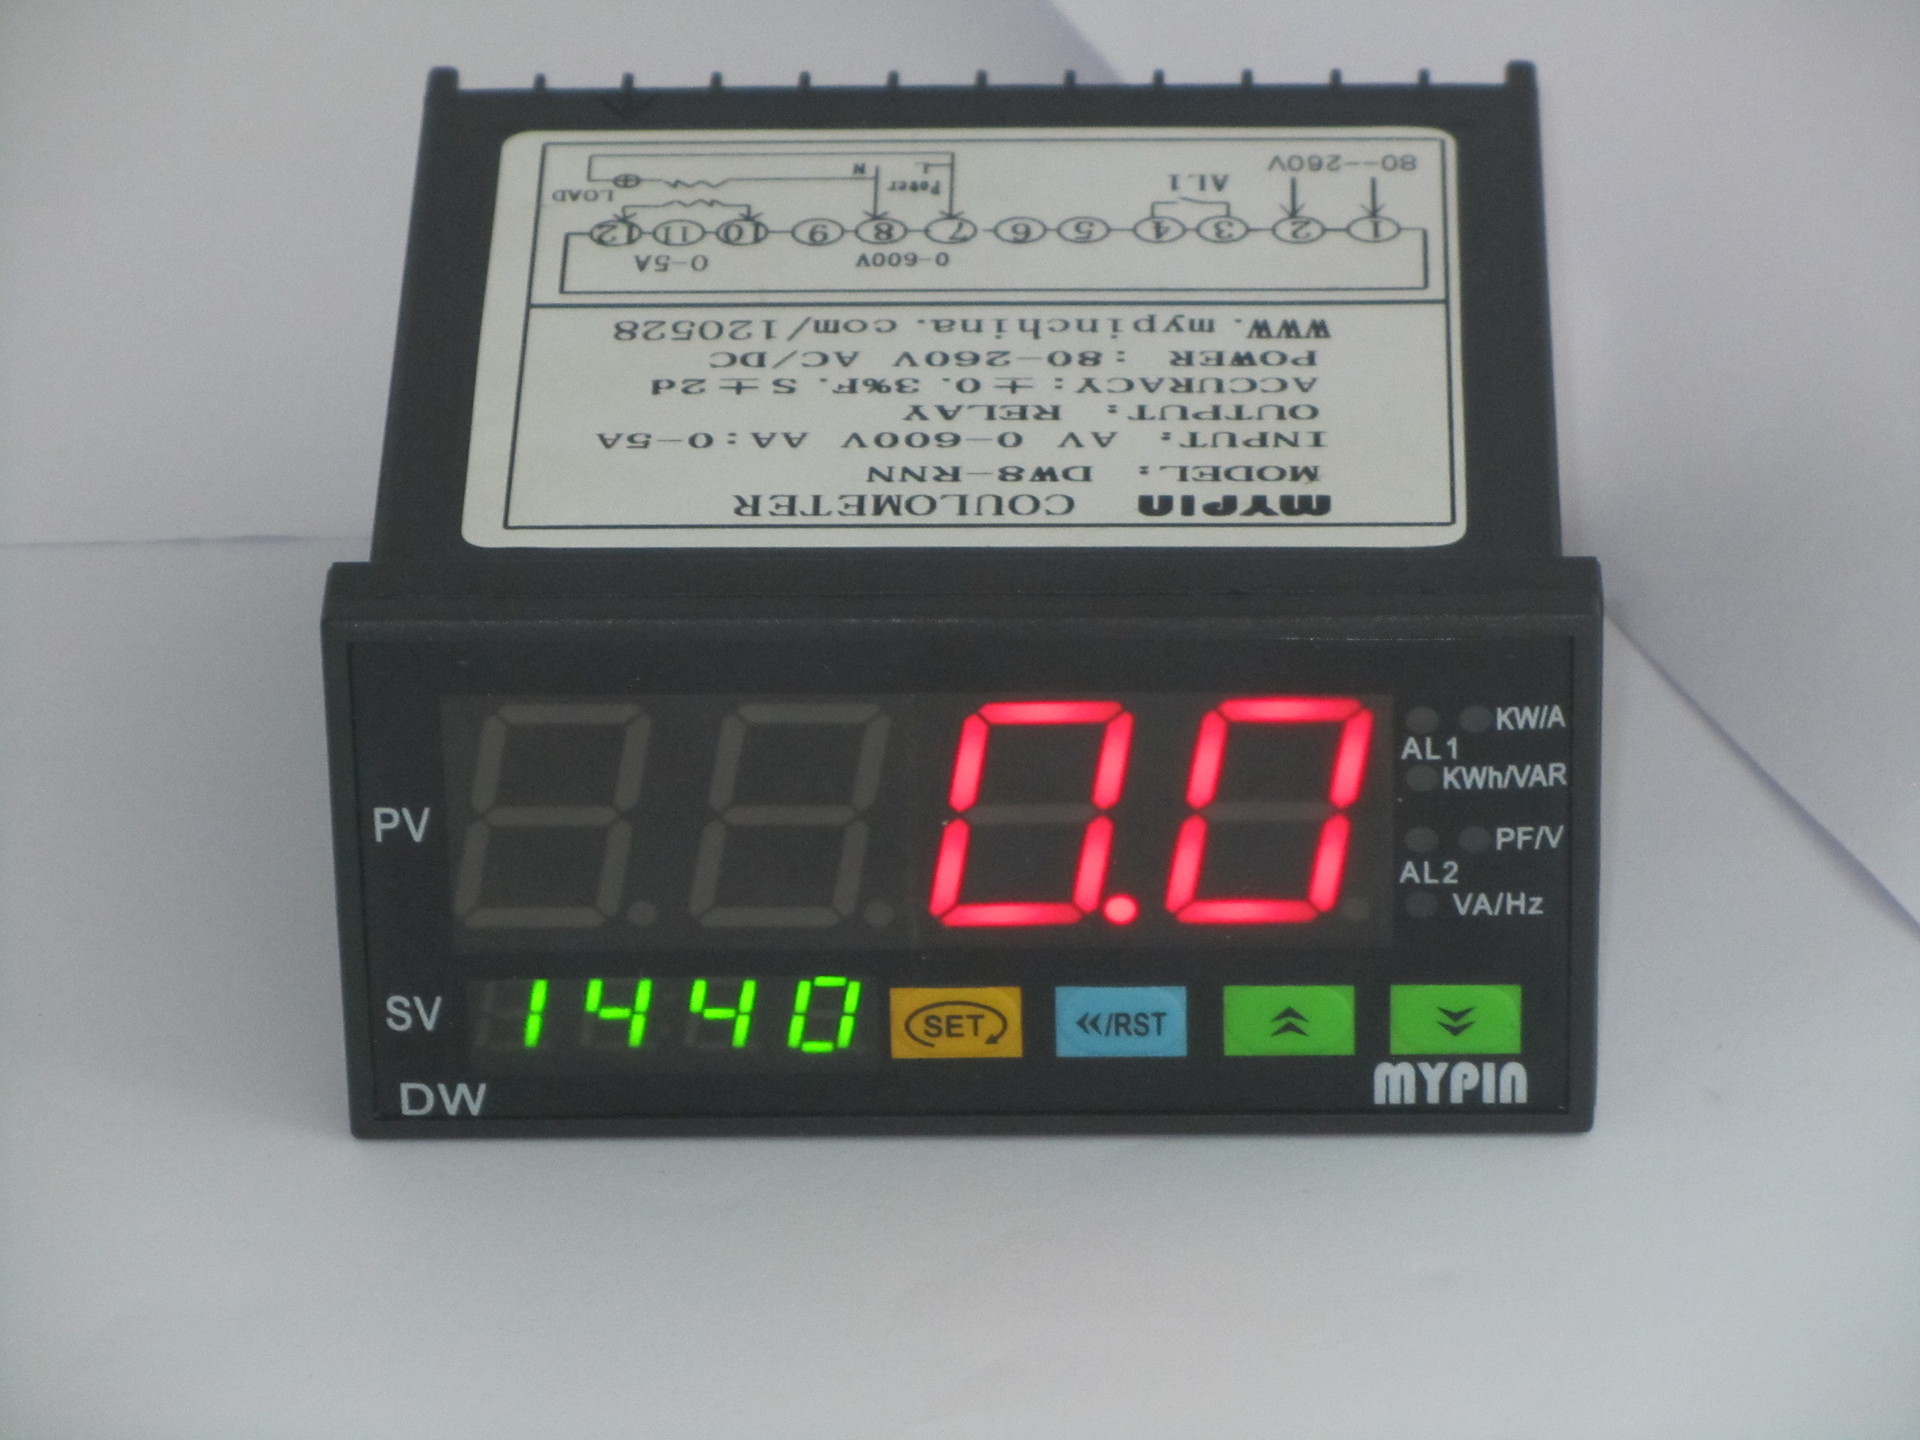 MYPIN COULOMETER
MODEL: DW8-RNN
INPUT: AV 0-600V AA:0-5A
OUTPUT: RELAY
ACCURACY:±0.3%F.S±2d
POWER :80-260V AC/DC
WWW.mypinchina.com/120528
0-600V 0-5A
1 2 3 4 5 6 7 8 9 10 11 12
80--260V AL1 Power L N LOAD
PV 0.0
KW/A
AL1
KWh/VAR
PF/V
AL2
VA/Hz
SV 1440 SET «/RST
DW MYPIN